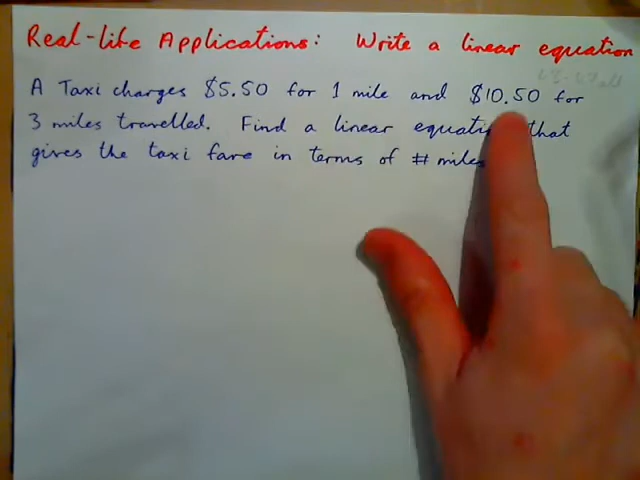 Real-life Applications: Write a linear equation
A Taxi charges $5.50 for 1 mile and $10.50 for
3 miles travelled. Find a linear that
gives the taxi fare in terms of # miles